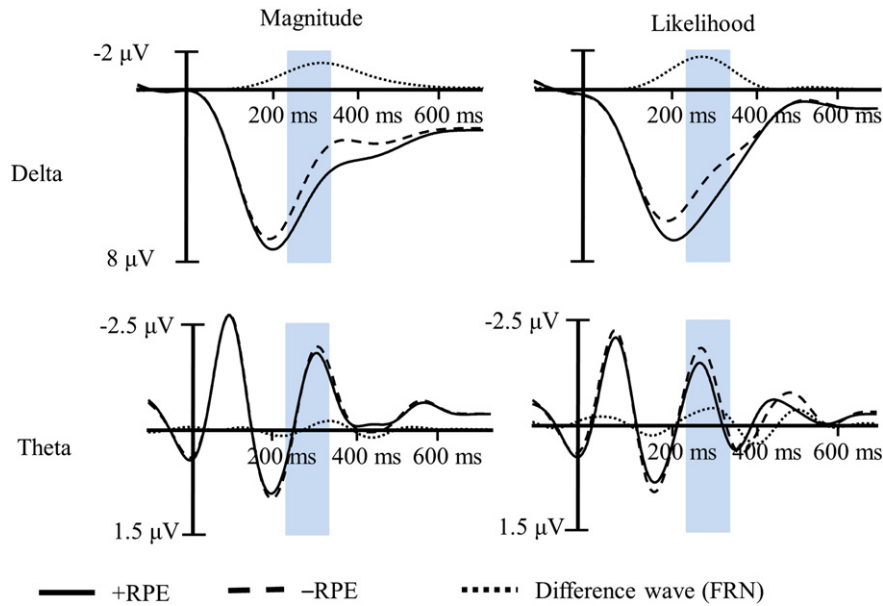 Magnitude
Likelihood
-2 µV
200 ms 400 ms 600 ms
200 ms 400 ms 600 ms
Delta
8 µV
-2.5 µV
-2.5 µV
Theta
200 ms 400 ms 600 ms
200 ms 400 ms 600 ms
1.5 µV
1.5 µV
+RPE
−RPE
Difference wave (FRN)